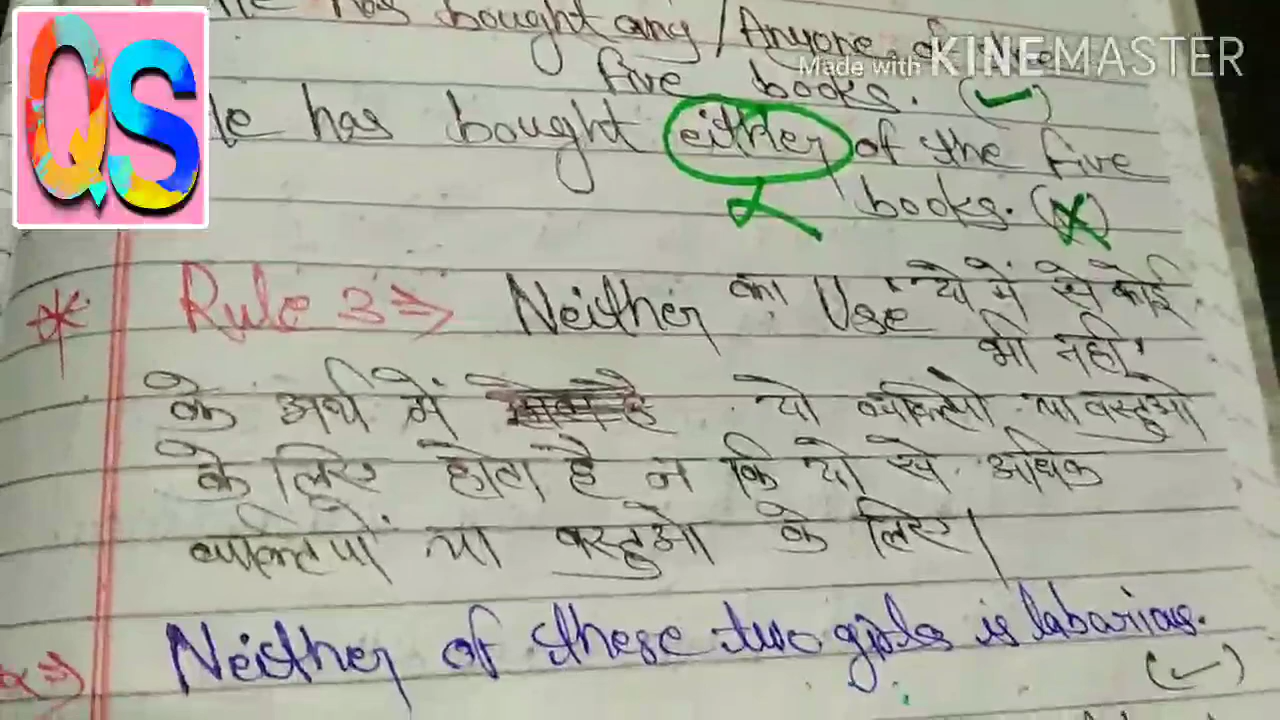 He has bought any / Anyone of the
five books. (✓)
Made with KINEMASTER
QS
He has bought either of the five
books. (X)
* Rule 3 ⇒ Neither का Use "दो में से कोई
भी नहीं"
के अर्थ में दो व्यक्तियो या वस्तुओ
के लिए होता है न कि दो से अधिक
व्यक्तियों या वस्तुओ के लिए।
Neither of these two girls is labarious.
(✓)